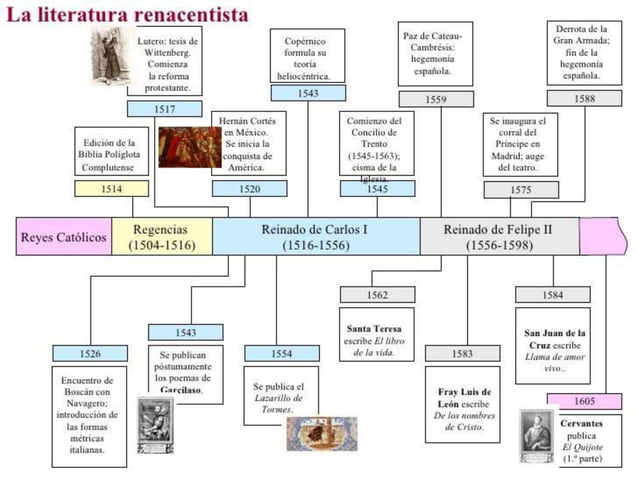 La literatura renacentista
Lutero: tesis de
Wittenberg.
Comienza
la reforma
protestante.
1517
Copérnico
formula su
teoría
heliocéntrica.
1543
Paz de Cateau-
Cambrésis:
hegemonía
española.
1559
Derrota de la
Gran Armada;
fin de la
hegemonía
española.
1588
Edición de la
Biblia Políglota
Complutense
1514
Hernán Cortés
en México.
Se inicia la
conquista de
América.
1520
Comienzo del
Concilio de
Trento
(1545-1563);
cisma de la
Iglesia.
1545
Se inaugura el
corral del
Príncipe en
Madrid; auge
del teatro.
1575
Reyes Católicos
Regencias
(1504-1516)
Reinado de Carlos I
(1516-1556)
Reinado de Felipe II
(1556-1598)
1526
Encuentro de
Boscán con
Navagero;
introducción de
las formas
métricas
italianas.
1543
Se publican
póstumamente
los poemas de
Garcilaso.
1554
Se publica el
Lazarillo de
Tormes.
1562
Santa Teresa
escribe El libro
de la vida.
1583
Fray Luis de
León escribe
De los nombres
de Cristo.
1584
San Juan de la
Cruz escribe
Llama de amor
vivo..
1605
Cervantes
publica
El Quijote
(1.ª parte)